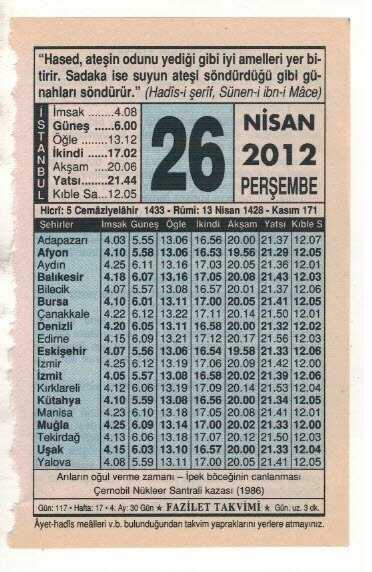 "Hased, ateşin odunu yediği gibi iyi amelleri yer bi-
tirir. Sadaka ise suyun ateşi söndürdüğü gibi gü-
nahları söndürür." (Hadîs-i şerîf, Sünen-i ibn-i Mâce)
İSTANBUL
İmsak ....4.08
Güneş ......6.00
Öğle ........13.12
İkindi .....17.02
Akşam ...20.06
Yatsı.......21.44
Kıble Sa...12.05
26
NİSAN
2012
PERŞEMBE
Hicrî: 5 Cemâziyelâhir 1433 - Rûmi: 13 Nisan 1428 - Kasım 171
Şehirler İmsak Güneş Öğle İkindi Akşam Yatsı Kıble S
Adapazarı 4.03 5.55 13.06 16.56 20.00 21.37 12.07
Afyon 4.10 5.58 13.06 16.53 19.56 21.29 12.05
Aydın 4.25 6.11 13.16 17.03 20.05 21.36 12.01
Balıkesir 4.18 6.07 13.16 17.05 20.08 21.43 12.03
Bilecik 4.07 5.57 13.08 16.57 20.01 21.37 12.06
Bursa 4.10 6.01 13.11 17.00 20.05 21.41 12.05
Çanakkale 4.22 6.12 13.22 17.11 20.14 21.50 12.01
Denizli 4.20 6.05 13.11 16.58 20.00 21.32 12.02
Edirne 4.15 6.09 13.21 17.12 20.17 21.56 12.03
Eskişehir 4.07 5.56 13.06 16.54 19.58 21.33 12.06
İzmir 4.25 6.12 13.19 17.06 20.09 21.42 12.00
İzmit 4.05 5.57 13.08 16.58 20.02 21.39 12.06
Kırklareli 4.12 6.06 13.19 17.09 20.14 21.53 12.04
Kütahya 4.10 5.59 13.08 16.56 20.00 21.34 12.05
Manisa 4.23 6.10 13.18 17.05 20.08 21.41 12.01
Muğla 4.25 6.09 13.14 17.00 20.02 21.33 12.00
Tekirdağ 4.13 6.06 13.18 17.07 20.12 21.50 12.03
Uşak 4.15 6.03 13.10 16.57 20.00 21.33 12.04
Yalova 4.08 5.59 13.11 17.00 20.05 21.41 12.05
Arıların oğul verme zamanı – İpek böceğinin canlanması
Çernobil Nükleer Santrali kazası (1986)
Gün: 117 • Hafta: 17 • 4. Ay: 30 Gün ★ FAZİLET TAKVİMİ ★ Gün. uz. 3 dk.
Âyet-hadîs meâlleri v.b. bulunduğundan takvim yapraklarını yerlere atmayınız.